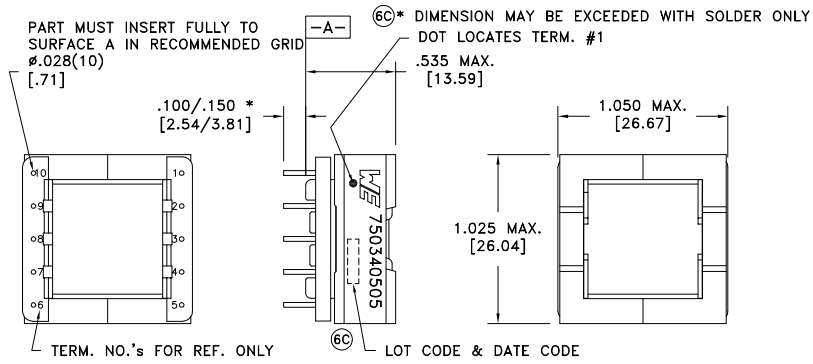 PART MUST INSERT FULLY TO
SURFACE A IN RECOMMENDED GRID
ø.028(10)
[.71]
-A-
6C* DIMENSION MAY BE EXCEEDED WITH SOLDER ONLY
DOT LOCATES TERM. #1
.535 MAX.
[13.59]
.100/.150 *
[2.54/3.81]
1.050 MAX.
[26.67]
10 1
9 2
8 3
7 4
6 5
WE 750340505
1.025 MAX.
[26.04]
TERM. NO.'s FOR REF. ONLY
6C
LOT CODE & DATE CODE